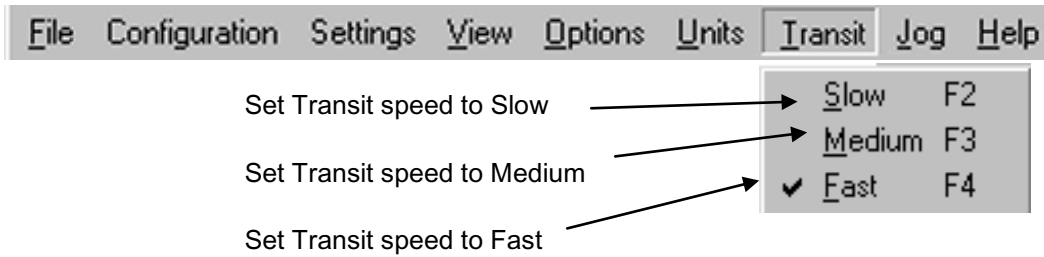 File Configuration Settings View Options Units Transit Jog Help
Set Transit speed to Slow
Slow F2
Medium F3
Set Transit speed to Medium
Fast F4
Set Transit speed to Fast